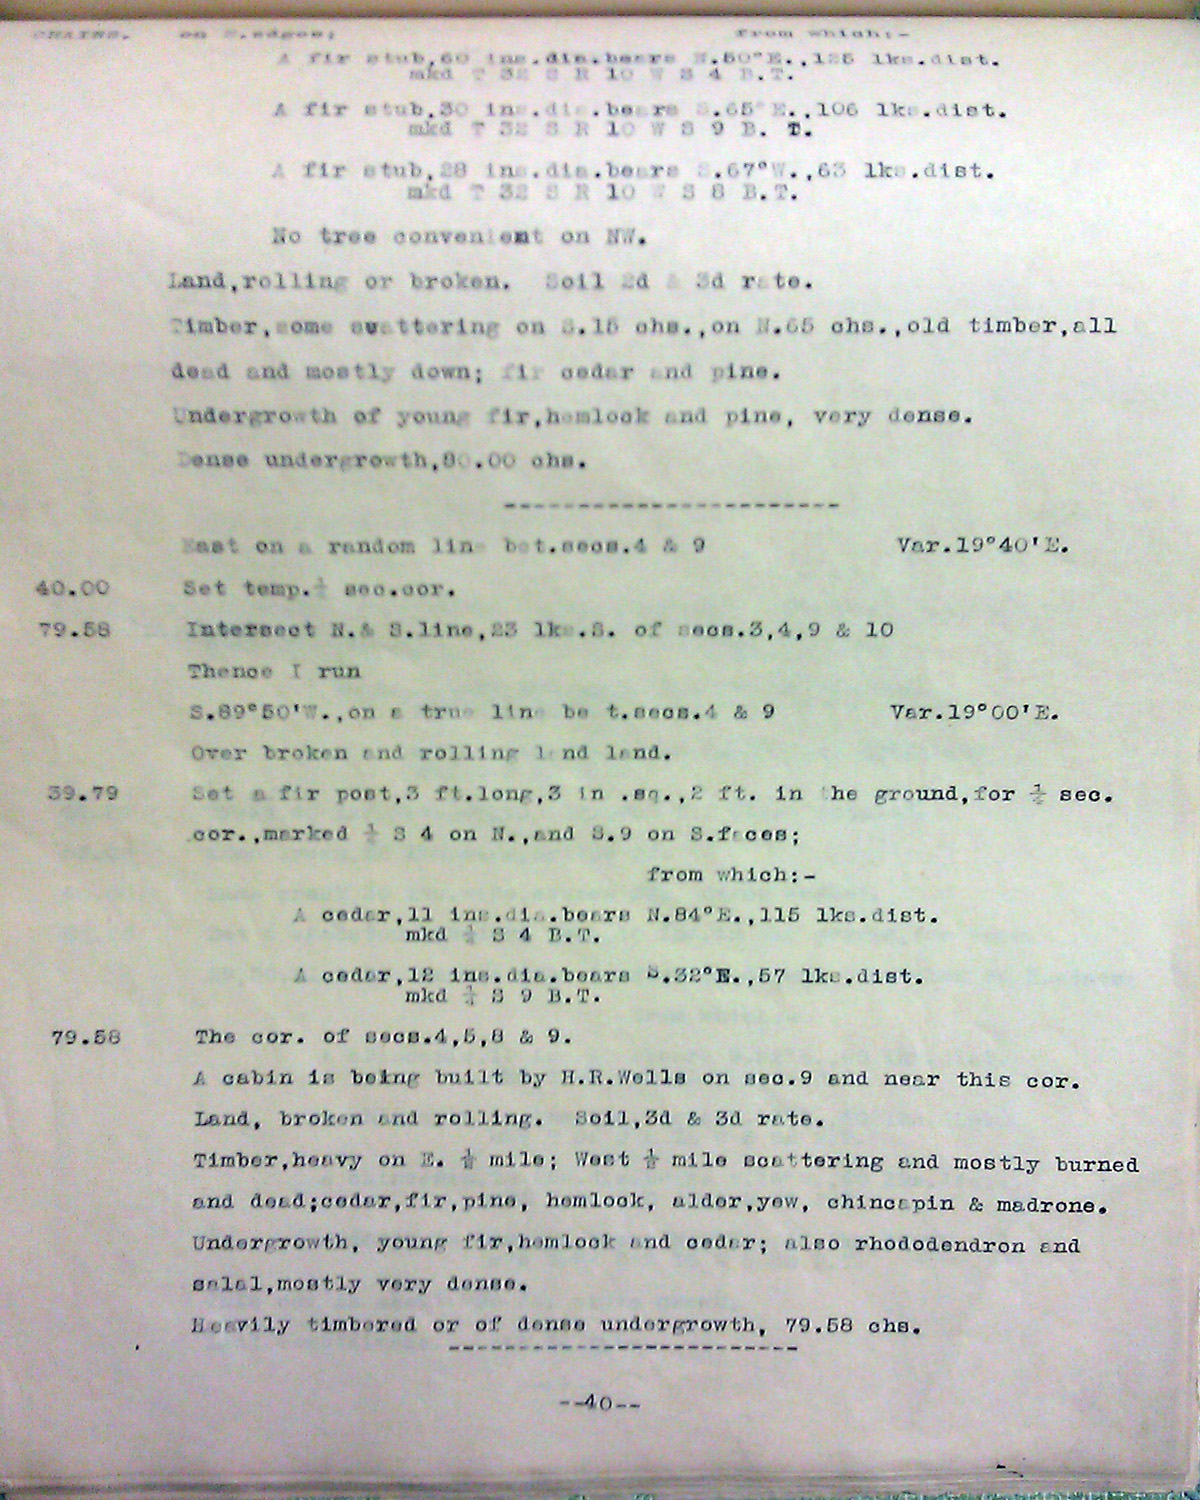 CHAINS. on S.edges; from which:-
A fir stub,60 ins.dia.bears N.50°E.,125 lks.dist.
mkd T 32 S R 10 W S 4 B.T.
A fir stub,30 ins.dia.bears S.65°E.,106 lks.dist.
mkd T 32 S R 10 W S 9 B. T.
A fir stub,28 ins.dia.bears S.67°W.,63 lks.dist.
mkd T 32 S R 10 W S 8 B.T.
No tree convenient on NW.
Land,rolling or broken. Soil 2d & 3d rate.
Timber,some scattering on S.15 chs.,on N.65 chs.,old timber,all
dead and mostly down; fir cedar and pine.
Undergrowth of young fir,hemlock and pine, very dense.
Dense undergrowth,80.00 chs.
------------------------
East on a random line bet.secs.4 & 9 Var.19°40'E.
40.00 Set temp.¼ sec.cor.
79.58 Intersect N.& S.line,23 lks.S. of secs.3,4,9 & 10
Thence I run
S.89°50'W.,on a true line be t.secs.4 & 9 Var.19°00'E.
Over broken and rolling land land.
39.79 Set a fir post,3 ft.long,3 in .sq.,2 ft. in the ground,for ¼ sec.
cor.,marked ¼ S 4 on N.,and S.9 on S.faces;
from which:-
A cedar,11 ins.dia.bears N.84°E.,115 lks.dist.
mkd ¼ S 4 B.T.
A cedar,12 ins.dia.bears S.32°E.,57 lks.dist.
mkd ¼ S 9 B.T.
79.58 The cor. of secs.4,5,8 & 9.
A cabin is being built by H.R.Wells on sec.9 and near this cor.
Land, broken and rolling. Soil,3d & 3d rate.
Timber,heavy on E. ½ mile; West ½ mile scattering and mostly burned
and dead;cedar,fir,pine, hemlock, alder,yew, chincapin & madrone.
Undergrowth, young fir,hemlock and cedar; also rhododendron and
salal,mostly very dense.
Heavily timbered or of dense undergrowth, 79.58 chs.
-------------------------
--40--